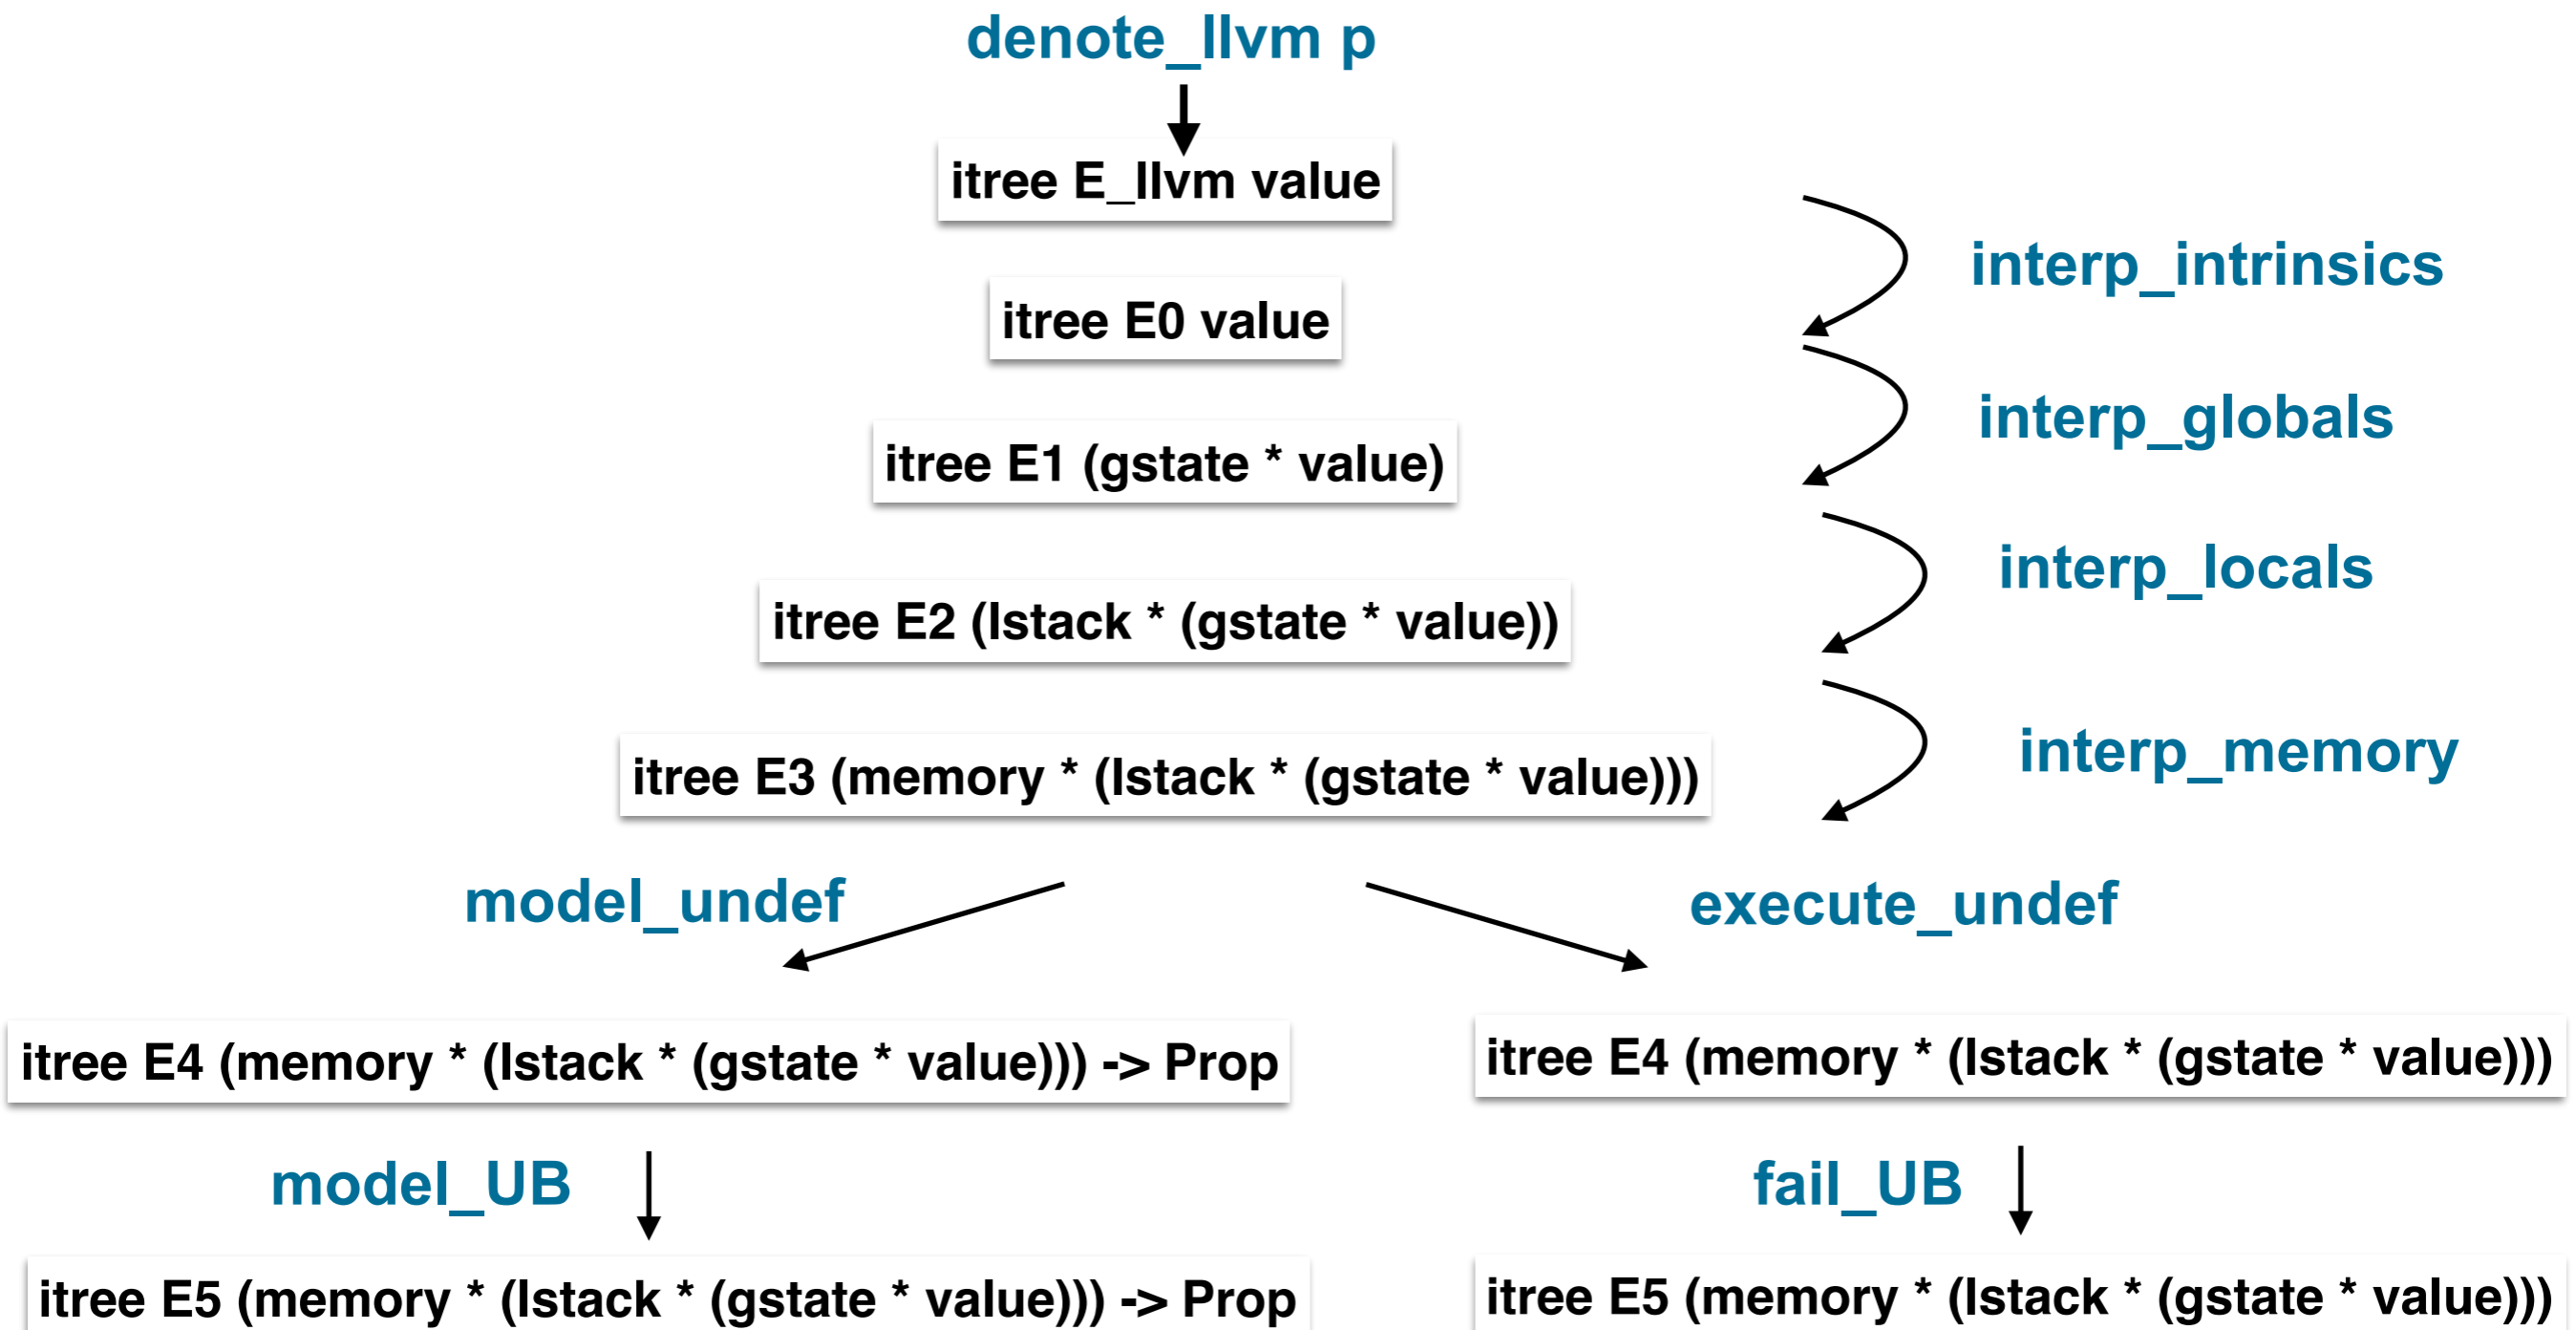 denote_llvm p
itree E_llvm value
interp_intrinsics
itree E0 value
interp_globals
itree E1 (gstate * value)
interp_locals
itree E2 (lstack * (gstate * value))
interp_memory
itree E3 (memory * (lstack * (gstate * value)))
model_undef
execute_undef
itree E4 (memory * (lstack * (gstate * value))) -> Prop
itree E4 (memory * (lstack * (gstate * value)))
model_UB
fail_UB
itree E5 (memory * (lstack * (gstate * value))) -> Prop
itree E5 (memory * (lstack * (gstate * value)))